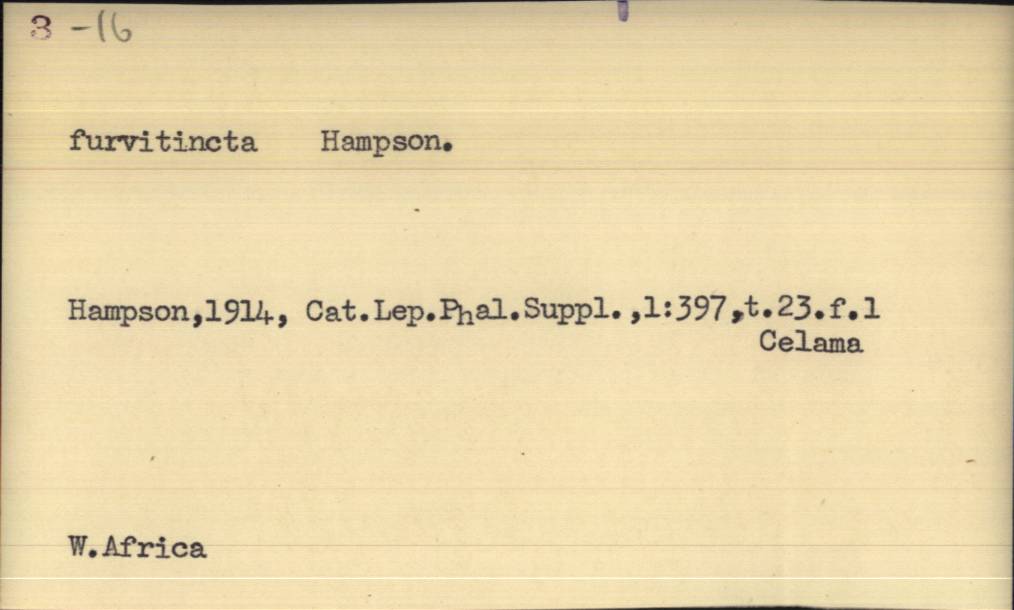 3 -16
furvitincta Hampson.
Hampson,1914, Cat.Lep.Phal.Suppl.,1:397,t.23.f.1
Celama
W.Africa